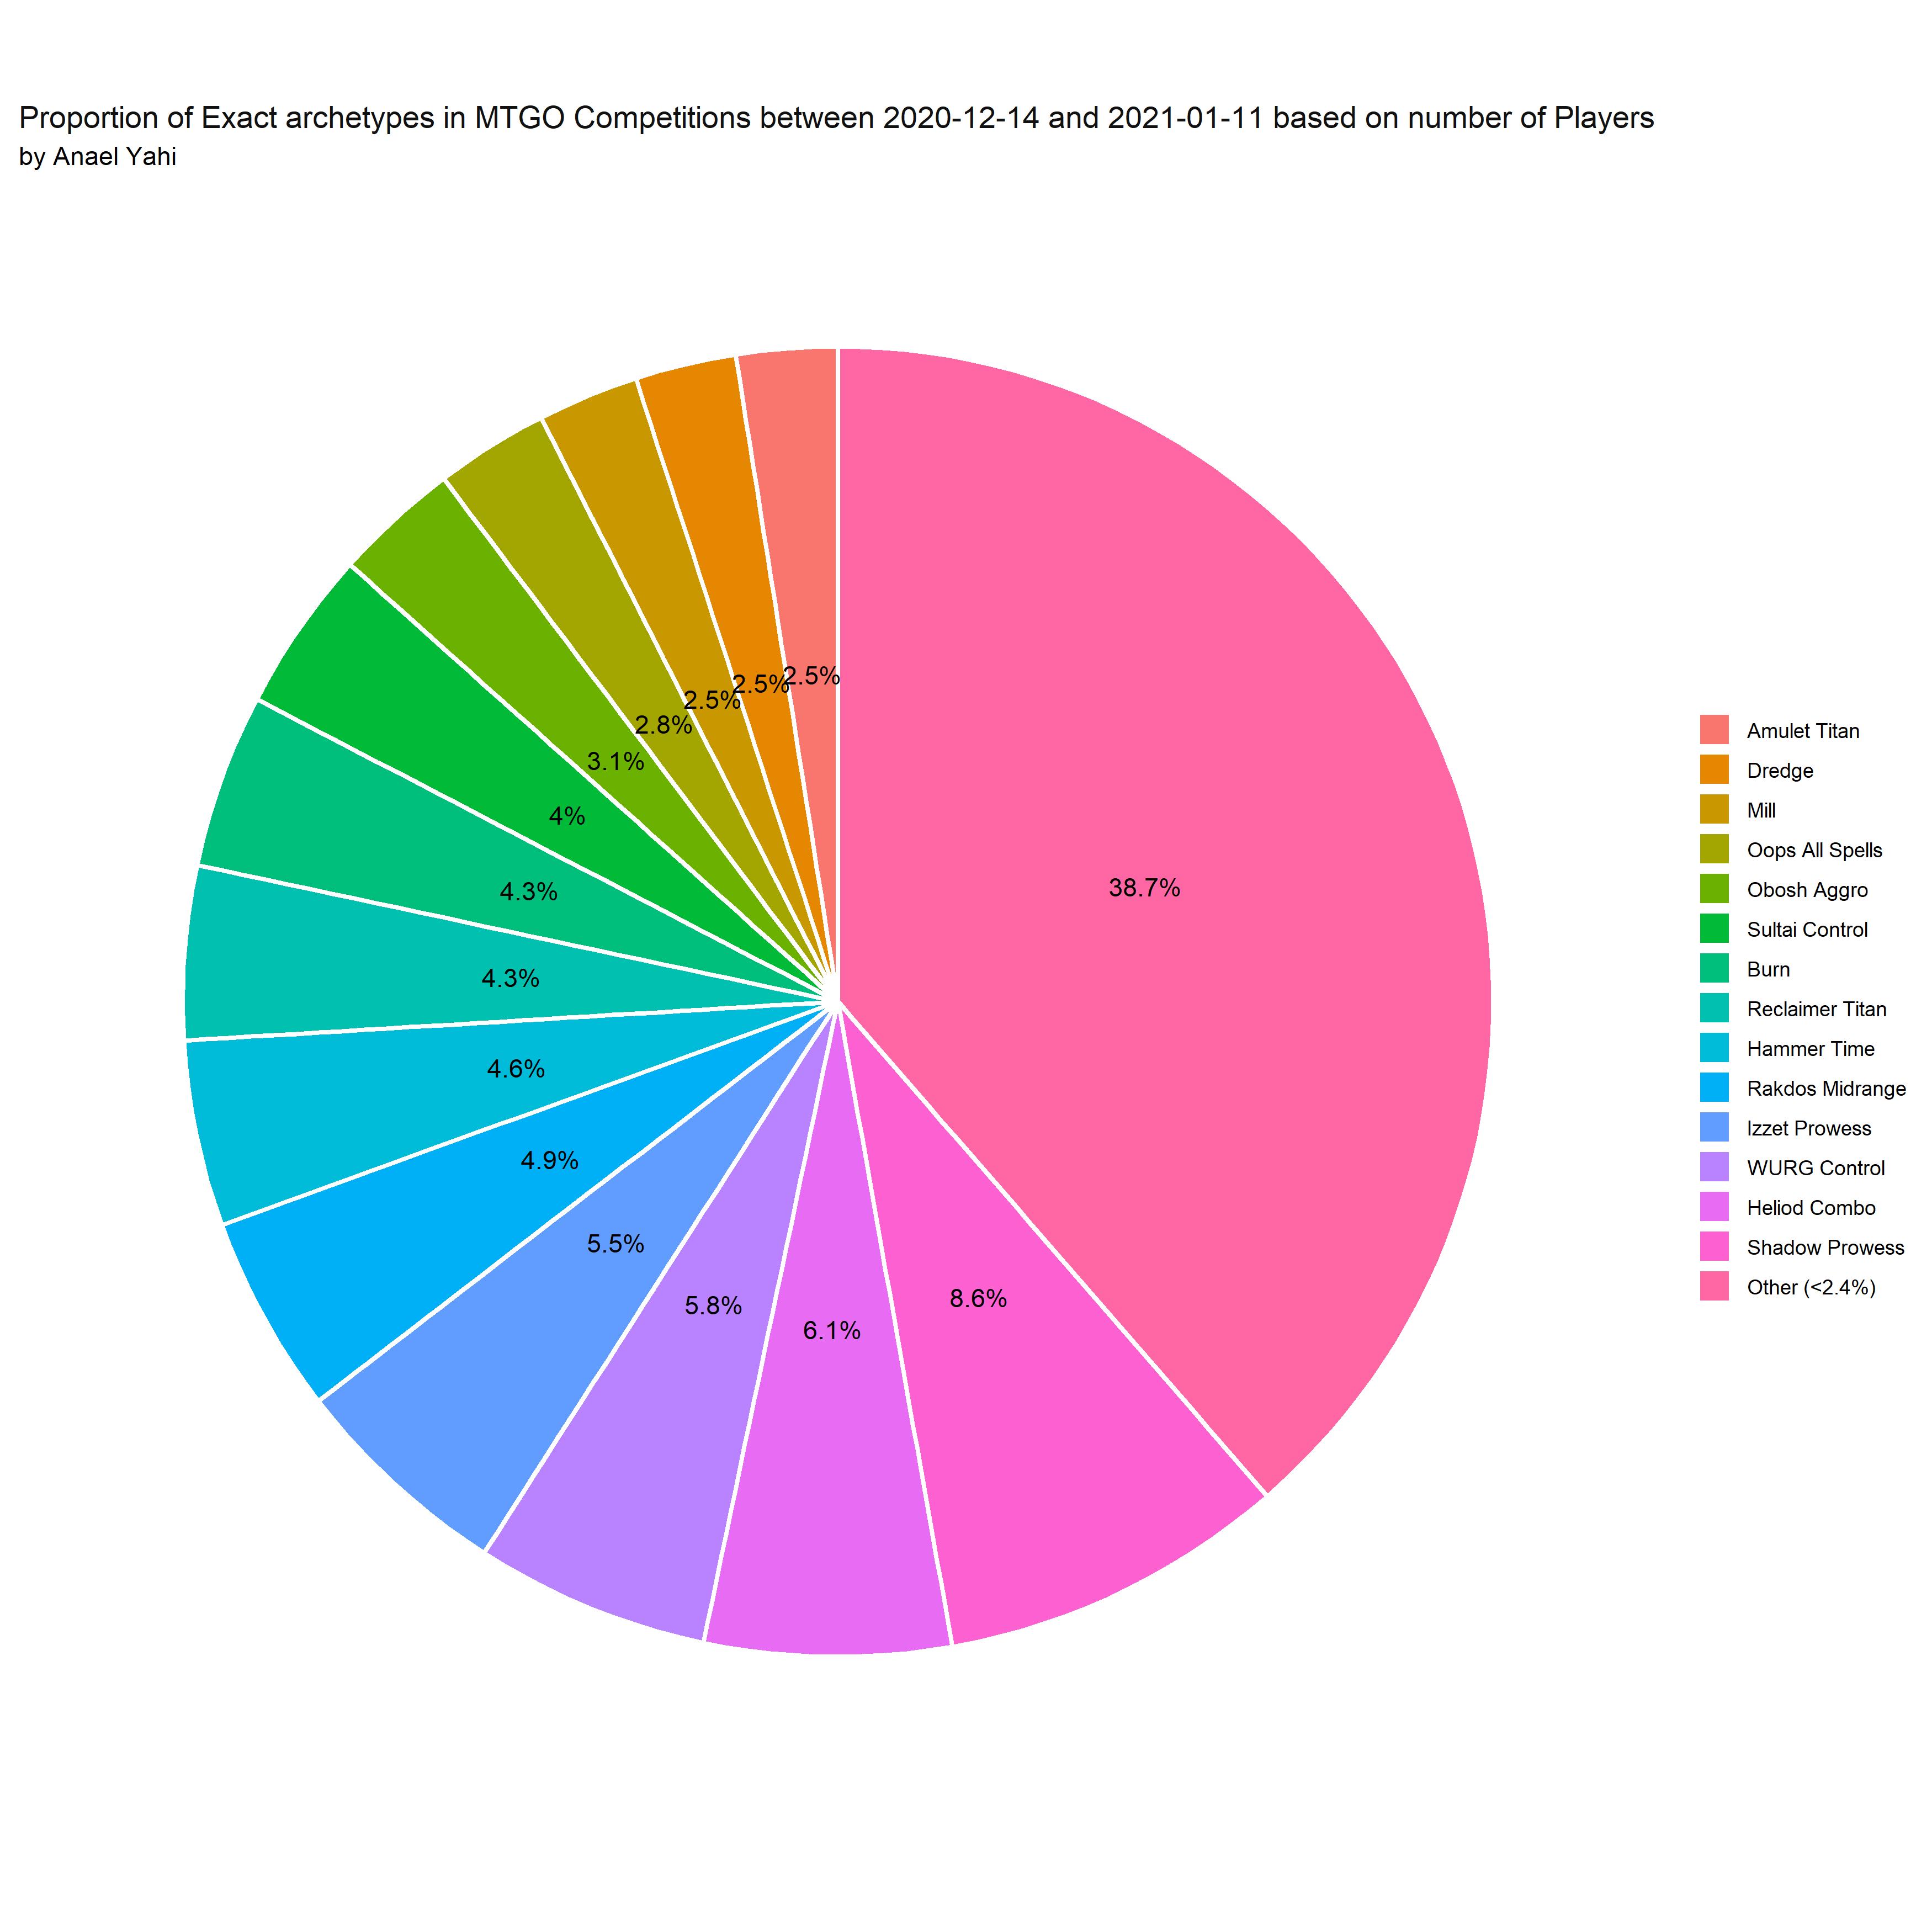 Proportion of Exact archetypes in MTGO Competitions between 2020-12-14 and 2021-01-11 based on number of Players
by Anael Yahi
2.5%
2.5%
2.5%
2.8%
3.1%
4%
38.7%
4.3%
4.3%
4.6%
4.9%
5.5%
5.8%
6.1%
8.6%
Amulet Titan
Dredge
Mill
Oops All Spells
Obosh Aggro
Sultai Control
Burn
Reclaimer Titan
Hammer Time
Rakdos Midrange
Izzet Prowess
WURG Control
Heliod Combo
Shadow Prowess
Other (<2.4%)